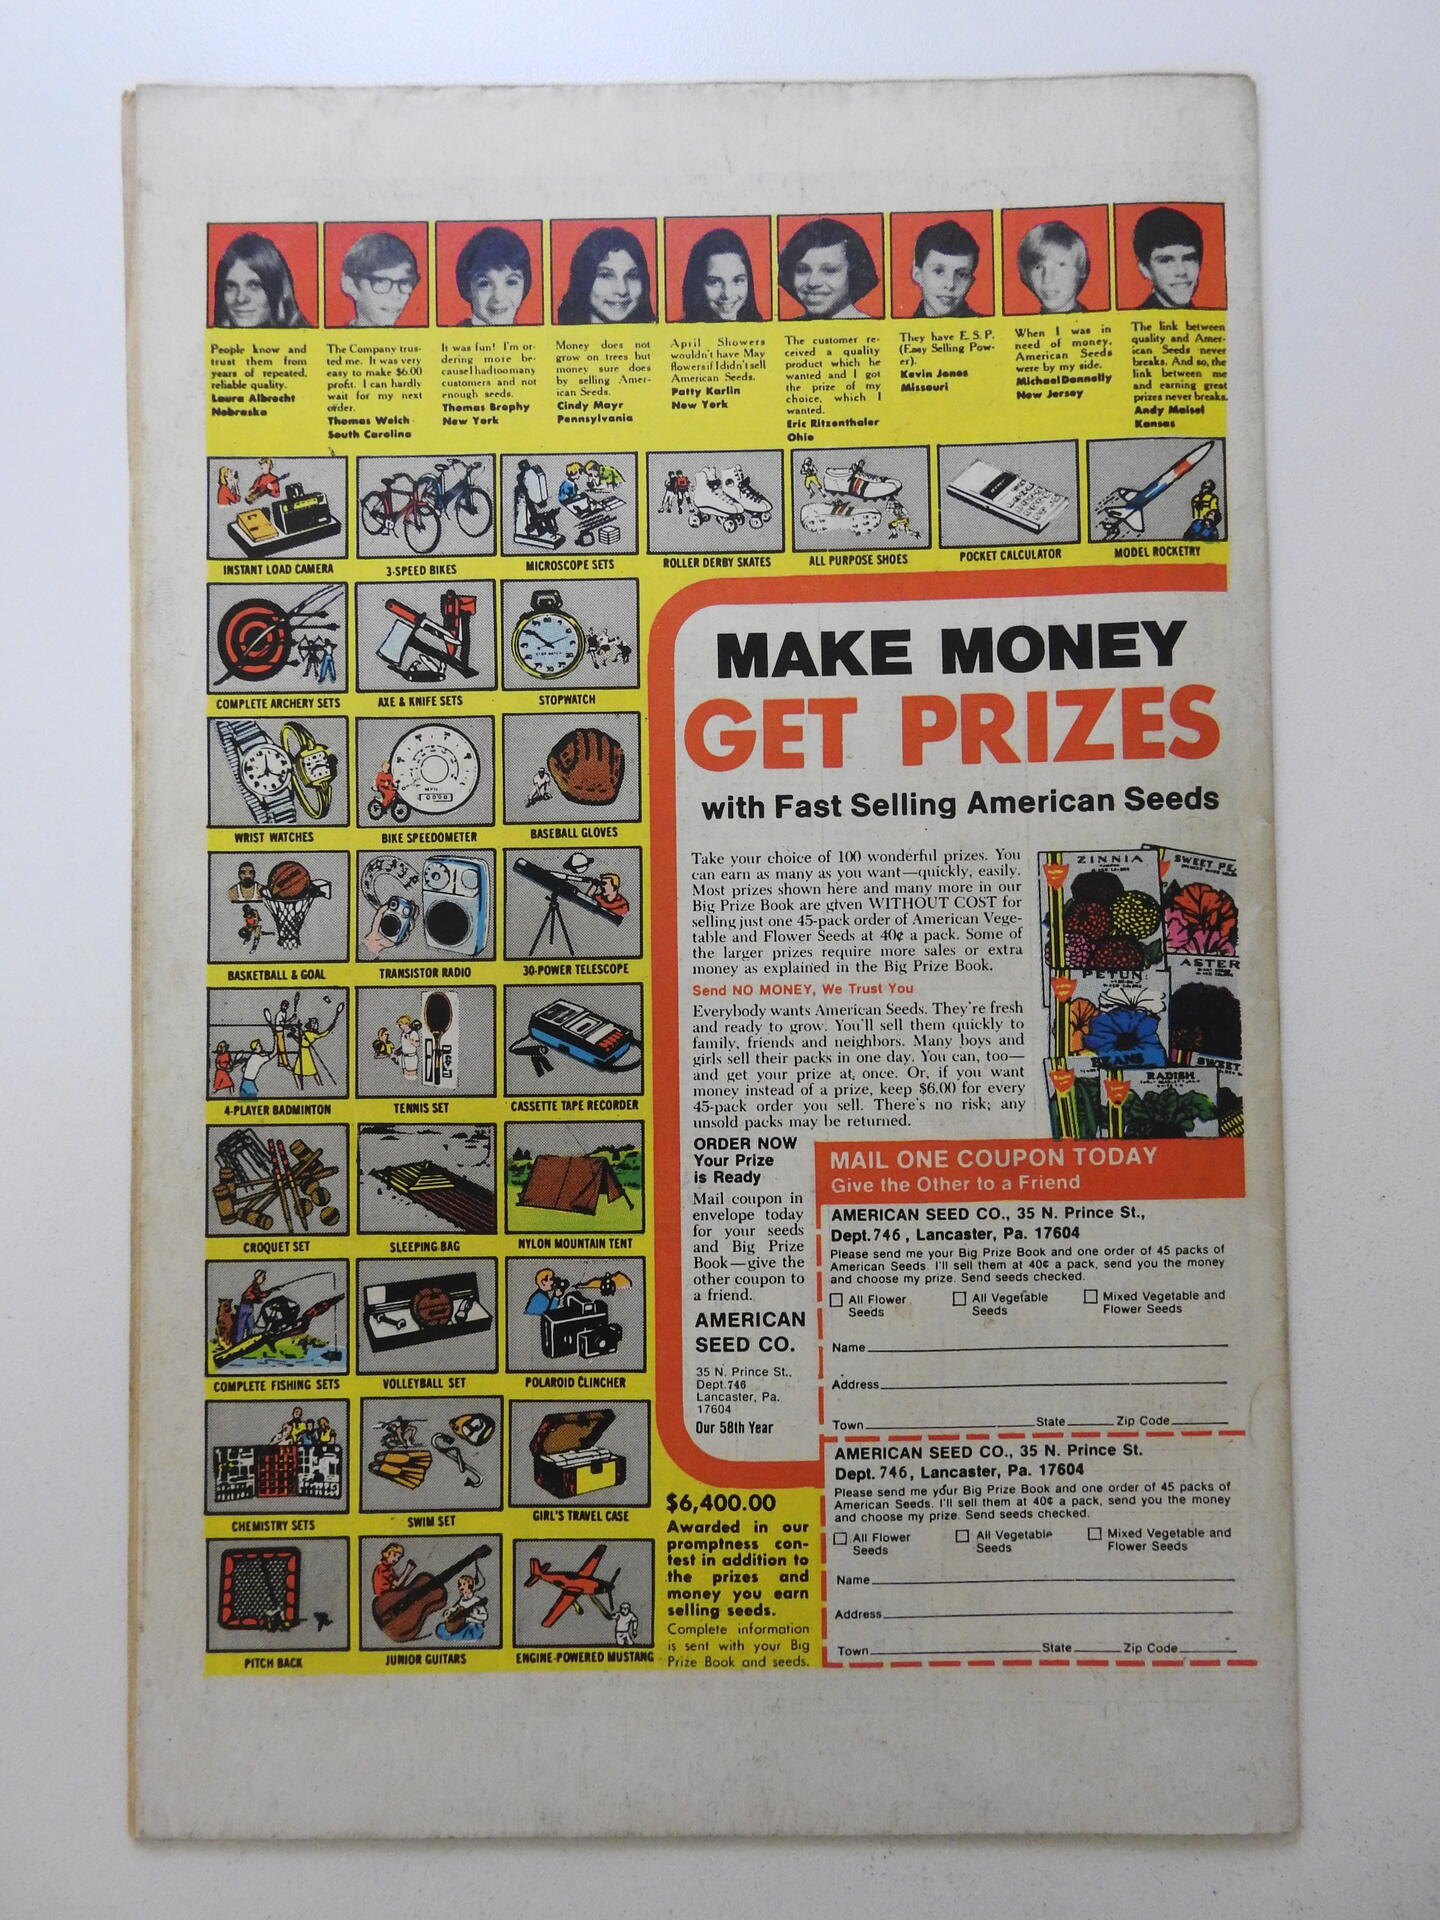 People know and
trust them from
years of repeated,
reliable quality.
Laura Albrecht
Nebraska
The Company trus-
ted me. It was very
easy to make $6.00
profit. I can hardly
wait for my next
order.
Thomas Welch
South Carolina
It was fun! I'm or-
dering more be-
cause I had too many
customers and not
enough seeds.
Thomas Brophy
New York
Money does not
grow on trees but
money sure does
by selling Amer-
ican Seeds.
Cindy Mayr
Pennsylvania
April Showers
wouldn't have May
flowers if I didn't sell
American Seeds.
Patty Karlin
New York
The customer re-
ceived a quality
product which he
wanted and I got
the prize of my
choice, which I
wanted.
Eric Ritzenthaler
Ohio
They have E. S. P.
(Easy Selling Pow-
er).
Kevin Jones
Missouri
When I was in
need of money,
American Seeds
were by my side.
Michael Donnelly
New Jersey
The link between
quality and Amer-
ican Seeds never
breaks. And so, the
link between me
and earning great
prizes never breaks.
Andy Meisel
Kansas
INSTANT LOAD CAMERA
3-SPEED BIKES
MICROSCOPE SETS
ROLLER DERBY SKATES
ALL PURPOSE SHOES
POCKET CALCULATOR
MODEL ROCKETRY
COMPLETE ARCHERY SETS
AXE & KNIFE SETS
STOPWATCH
WRIST WATCHES
BIKE SPEEDOMETER
BASEBALL GLOVES
BASKETBALL & GOAL
TRANSISTOR RADIO
30-POWER TELESCOPE
4-PLAYER BADMINTON
TENNIS SET
CASSETTE TAPE RECORDER
CROQUET SET
SLEEPING BAG
NYLON MOUNTAIN TENT
COMPLETE FISHING SETS
VOLLEYBALL SET
POLAROID CLINCHER
CHEMISTRY SETS
SWIM SET
GIRL'S TRAVEL CASE
PITCH BACK
JUNIOR GUITARS
ENGINE-POWERED MUSTANG
MAKE MONEY
GET PRIZES
with Fast Selling American Seeds
Take your choice of 100 wonderful prizes. You
can earn as many as you want—quickly, easily.
Most prizes shown here and many more in our
Big Prize Book are given WITHOUT COST for
selling just one 45-pack order of American Vege-
table and Flower Seeds at 40¢ a pack. Some of
the larger prizes require more sales or extra
money as explained in the Big Prize Book.
Send NO MONEY, We Trust You
Everybody wants American Seeds. They're fresh
and ready to grow. You'll sell them quickly to
family, friends and neighbors. Many boys and
girls sell their packs in one day. You can, too—
and get your prize at once. Or, if you want
money instead of a prize, keep $6.00 for every
45-pack order you sell. There's no risk; any
unsold packs may be returned.
ZINNIA
SWEET PE
ASTER
PETUN
BEANS
SWEET
RADISH
ORDER NOW
Your Prize
is Ready
Mail coupon in
envelope today
for your seeds
and Big Prize
Book—give the
other coupon to
a friend.
AMERICAN
SEED CO.
35 N. Prince St.,
Dept. 746
Lancaster, Pa.
17604
Our 58th Year
$6,400.00
Awarded in our
promptness con-
test in addition to
the prizes and
money you earn
selling seeds.
Complete information
is sent with your Big
Prize Book and seeds.
MAIL ONE COUPON TODAY
Give the Other to a Friend
AMERICAN SEED CO., 35 N. Prince St.,
Dept. 746, Lancaster, Pa. 17604
Please send me your Big Prize Book and one order of 45 packs of
American Seeds. I'll sell them at 40¢ a pack, send you the money
and choose my prize. Send seeds checked.
All Flower Seeds
All Vegetable Seeds
Mixed Vegetable and Flower Seeds
Name
Address
Town State Zip Code
AMERICAN SEED CO., 35 N. Prince St.
Dept. 746, Lancaster, Pa. 17604
Please send me your Big Prize Book and one order of 45 packs of
American Seeds. I'll sell them at 40¢ a pack, send you the money
and choose my prize. Send seeds checked.
All Flower Seeds
All Vegetable Seeds
Mixed Vegetable and Flower Seeds
Name
Address
Town State Zip Code